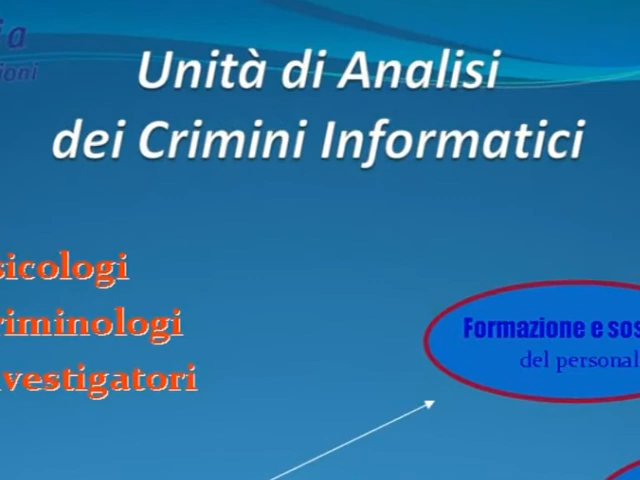 Unità di Analisi
dei Crimini Informatici
sicologi
riminologi
vestigatori
Formazione e sos
del personal